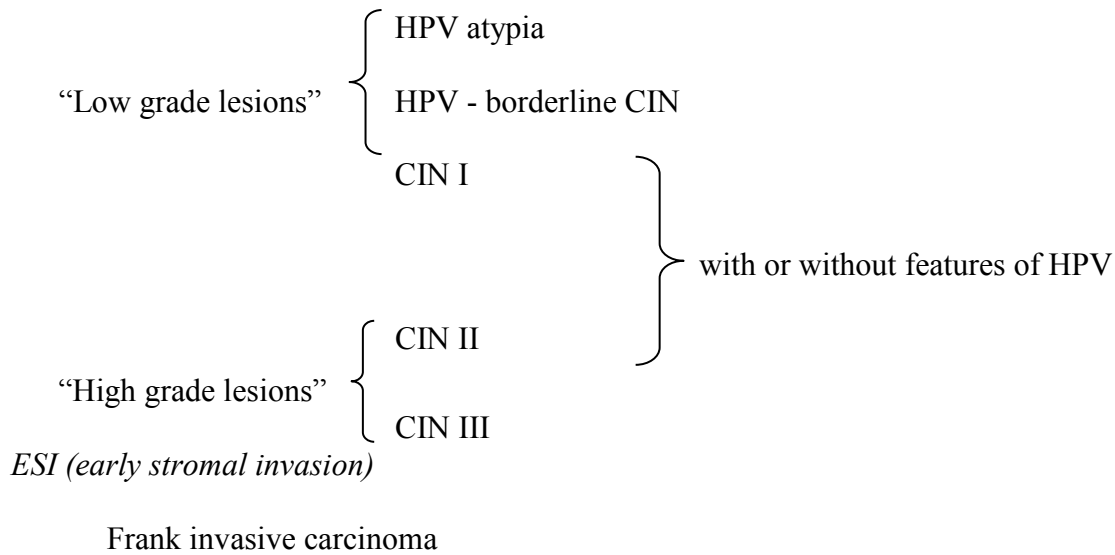 HPV atypia
“Low grade lesions”
HPV - borderline CIN
CIN I
with or without features of HPV
CIN II
“High grade lesions”
CIN III
ESI (early stromal invasion)
Frank invasive carcinoma